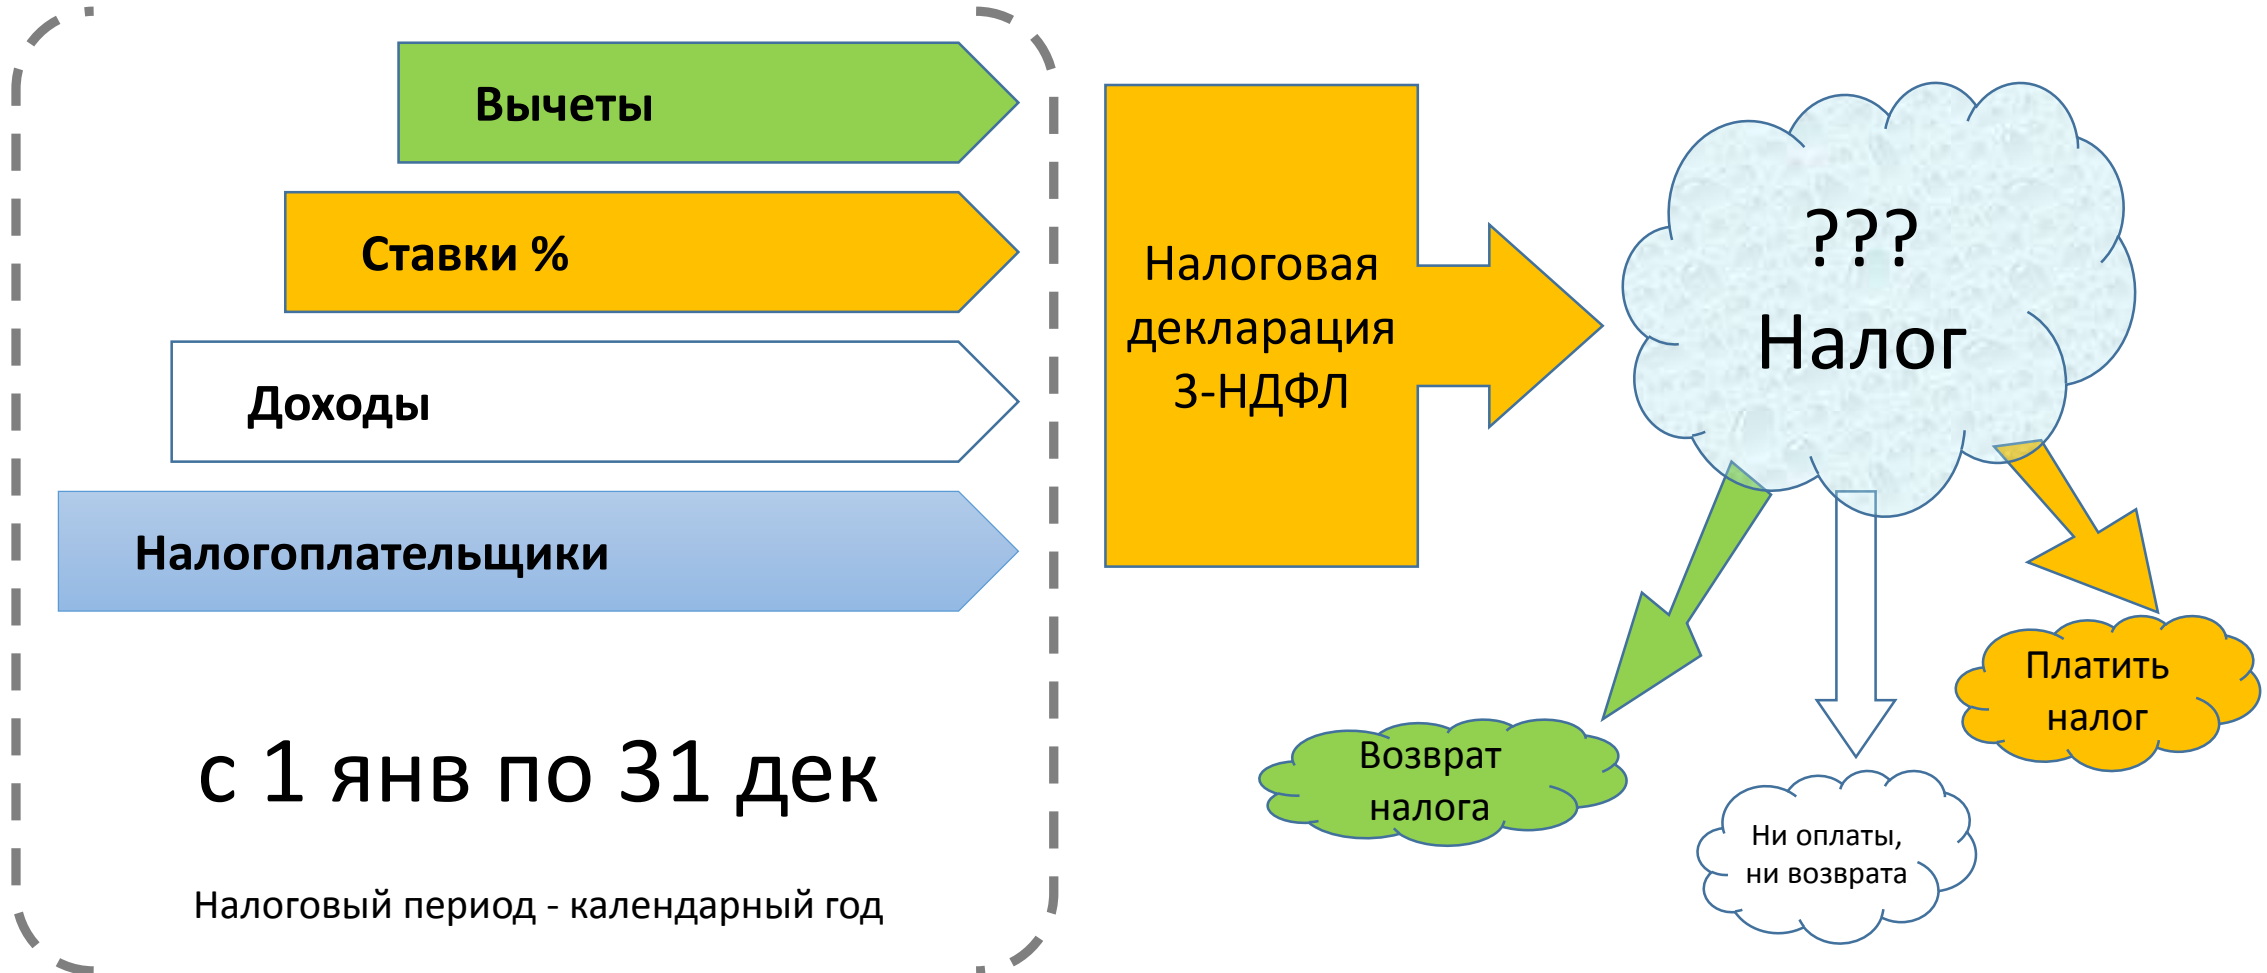 Вычеты
Ставки %
Доходы
Налогоплательщики
с 1 янв по 31 дек
Налоговый период - календарный год
Налоговая
декларация
3-НДФЛ
???
Налог
Возврат
налога
Ни оплаты,
ни возврата
Платить
налог